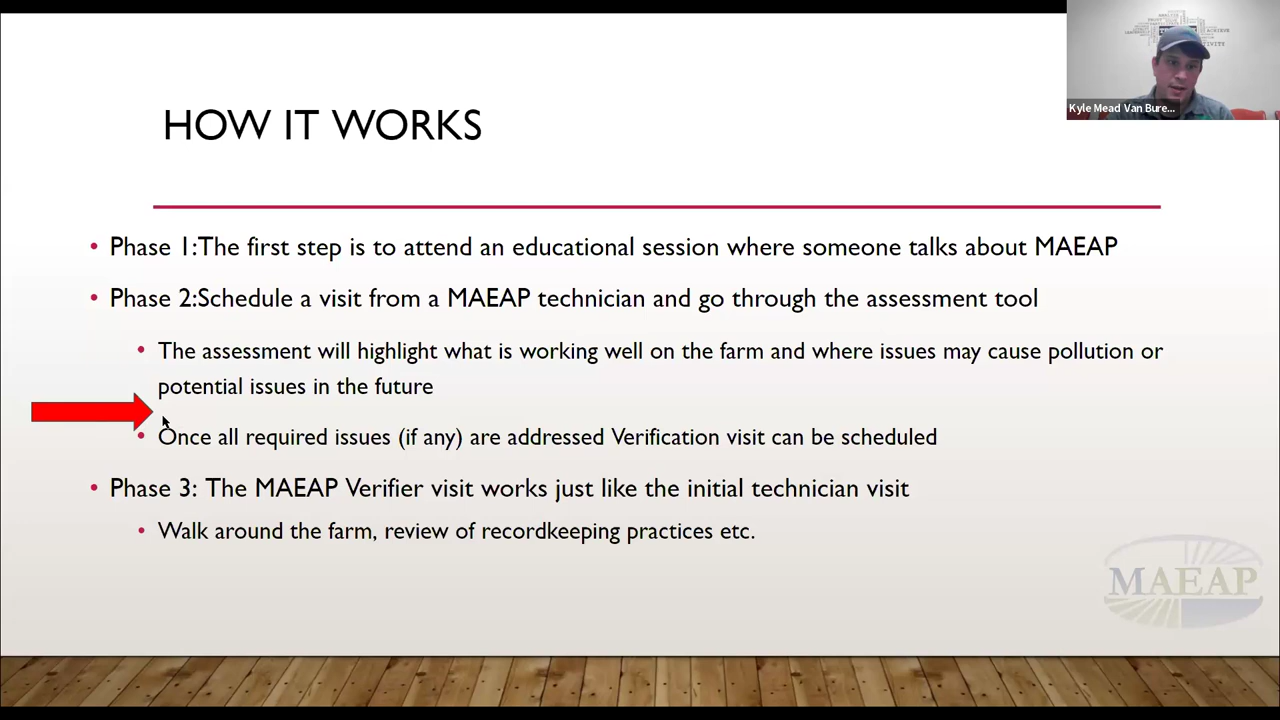 ACHIEVE
Kyle Mead Van Bure...
HOW IT WORKS
• Phase 1:The first step is to attend an educational session where someone talks about MAEAP
• Phase 2:Schedule a visit from a MAEAP technician and go through the assessment tool
• The assessment will highlight what is working well on the farm and where issues may cause pollution or
potential issues in the future
• Once all required issues (if any) are addressed Verification visit can be scheduled
• Phase 3: The MAEAP Verifier visit works just like the initial technician visit
• Walk around the farm, review of recordkeeping practices etc.
MAEAP